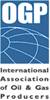 OGP
International
Association
of Oil & Gas
Producers